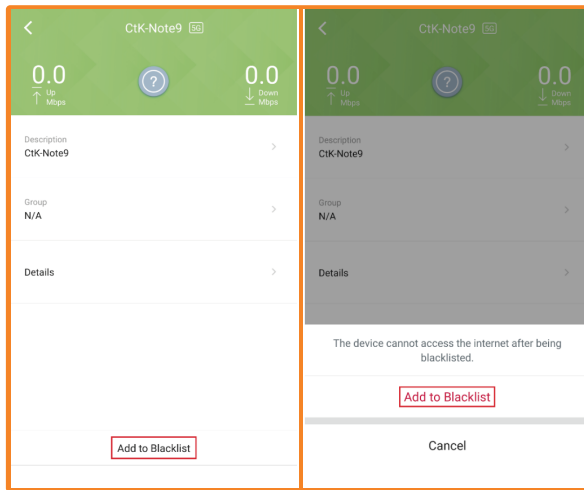 CtK-Note9 5G
0.0 Up Mbps
? 
0.0 Down Mbps
Description
CtK-Note9
Group
N/A
Details
Add to Blacklist
CtK-Note9 5G
0.0 Up Mbps
?
0.0 Down Mbps
Description
CtK-Note9
Group
N/A
Details
The device cannot access the internet after being
blacklisted.
Add to Blacklist
Cancel